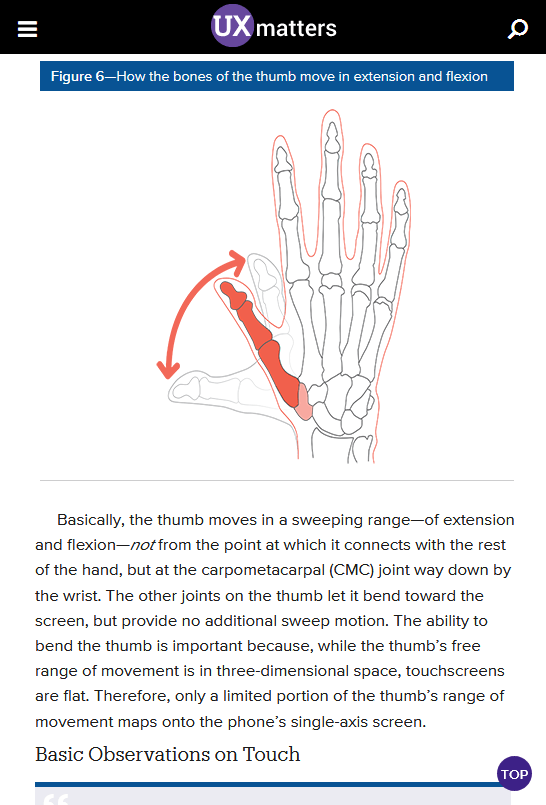 UXmatters
Figure 6—How the bones of the thumb move in extension and flexion
Basically, the thumb moves in a sweeping range—of extension
and flexion—not from the point at which it connects with the rest
of the hand, but at the carpometacarpal (CMC) joint way down by
the wrist. The other joints on the thumb let it bend toward the
screen, but provide no additional sweep motion. The ability to
bend the thumb is important because, while the thumb’s free
range of movement is in three-dimensional space, touchscreens
are flat. Therefore, only a limited portion of the thumb’s range of
movement maps onto the phone’s single-axis screen.
Basic Observations on Touch
TOP
“